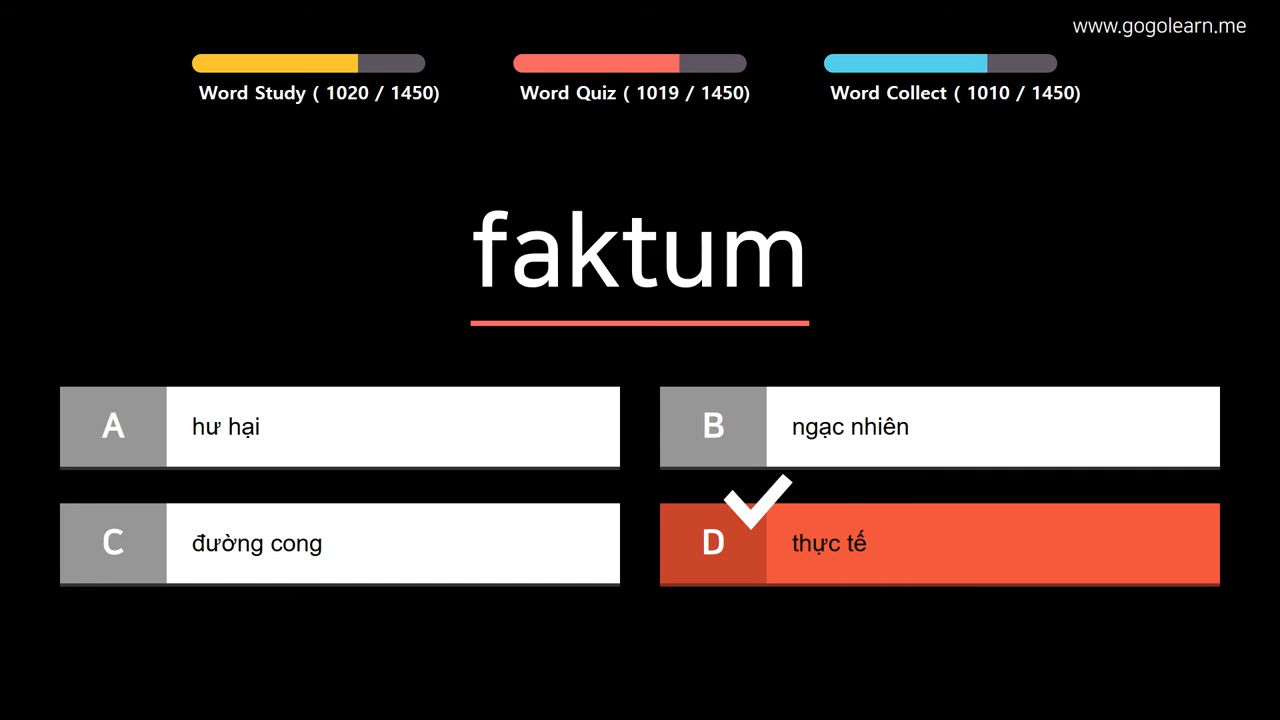 www.gogolearn.me
Word Study ( 1020 / 1450)
Word Quiz ( 1019 / 1450)
Word Collect ( 1010 / 1450)
faktum
A hư hại
B ngạc nhiên
C đường cong
D thực tế